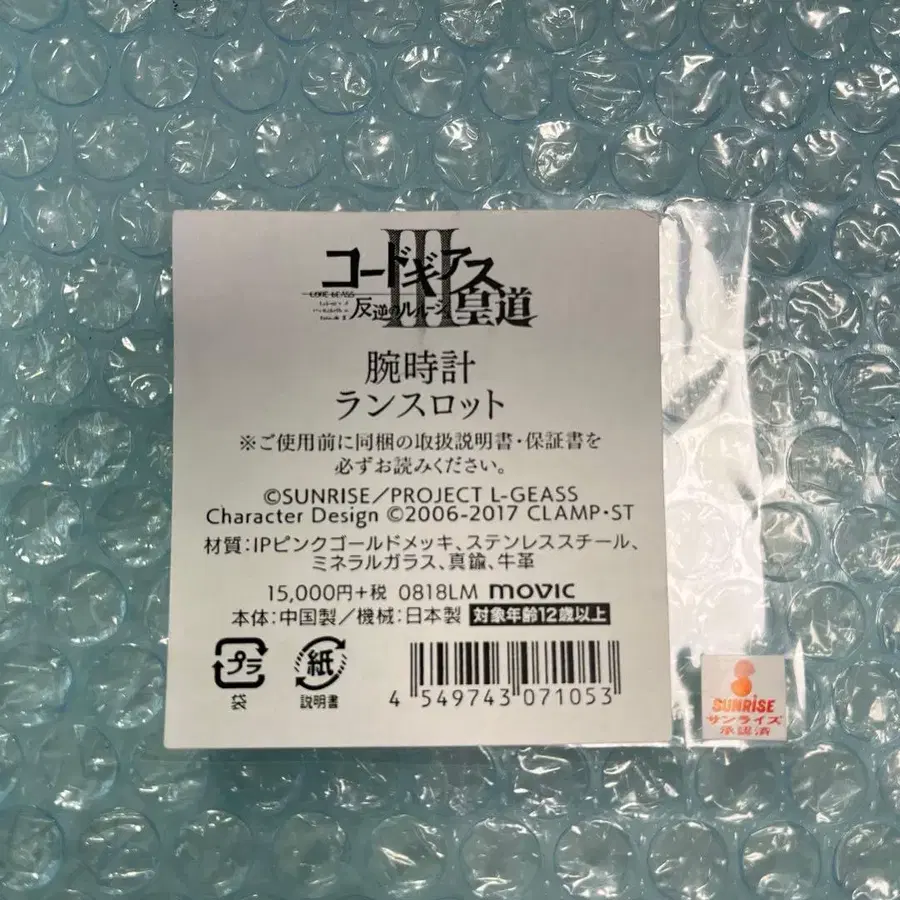 コードギアス
CODE GEASS
反逆のルルーシュ
III 皇道
腕時計
ランスロット
※ご使用前に同梱の取扱説明書・保証書を
必ずお読みください。
©SUNRISE／PROJECT L-GEASS
Character Design ©2006-2017 CLAMP・ST
材質：IPピンクゴールドメッキ、ステンレススチール、
ミネラルガラス、真鍮、牛革
15,000円+税 0818LM movic
本体：中国製／機械：日本製 対象年齢12歳以上
プラ 紙
袋 説明書
4 549743 071053
SUNRISE
サンライズ
承認済